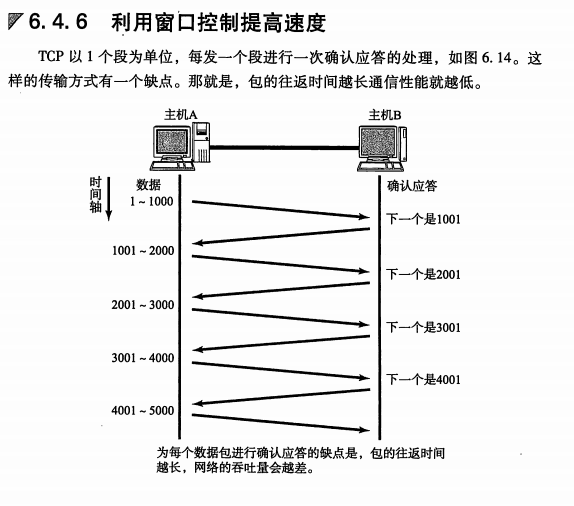 6.4.6 利用窗口控制提高速度
TCP 以 1 个段为单位，每发一个段进行一次确认应答的处理，如图 6.14。这
样的传输方式有一个缺点。那就是，包的往返时间越长通信性能就越低。
主机A
主机B
时间轴
数据
确认应答
1 ~ 1000
下一个是1001
1001 ~ 2000
下一个是2001
2001 ~ 3000
下一个是3001
3001 ~ 4000
下一个是4001
4001 ~ 5000
为每个数据包进行确认应答的缺点是，包的往返时间
越长，网络的吞吐量会越差。